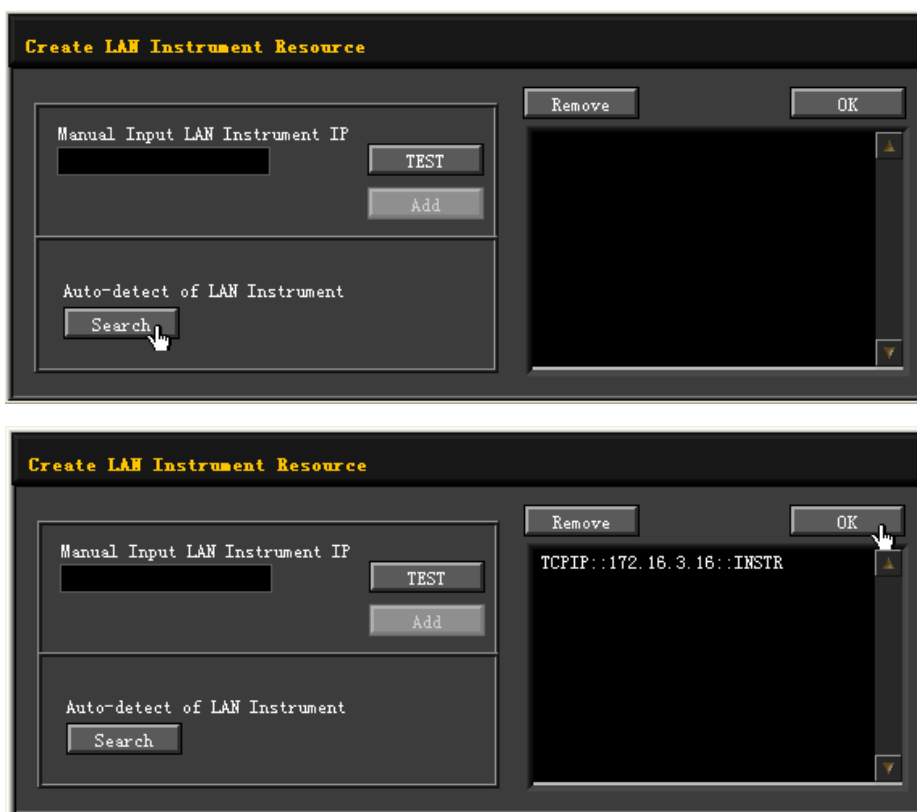 Create LAN Instrument Resource
Remove
OK
Manual Input LAN Instrument IP
TEST
Add
Auto-detect of LAN Instrument
Search
Create LAN Instrument Resource
Remove
OK
Manual Input LAN Instrument IP
TCPIP::172.16.3.16::INSTR
TEST
Add
Auto-detect of LAN Instrument
Search